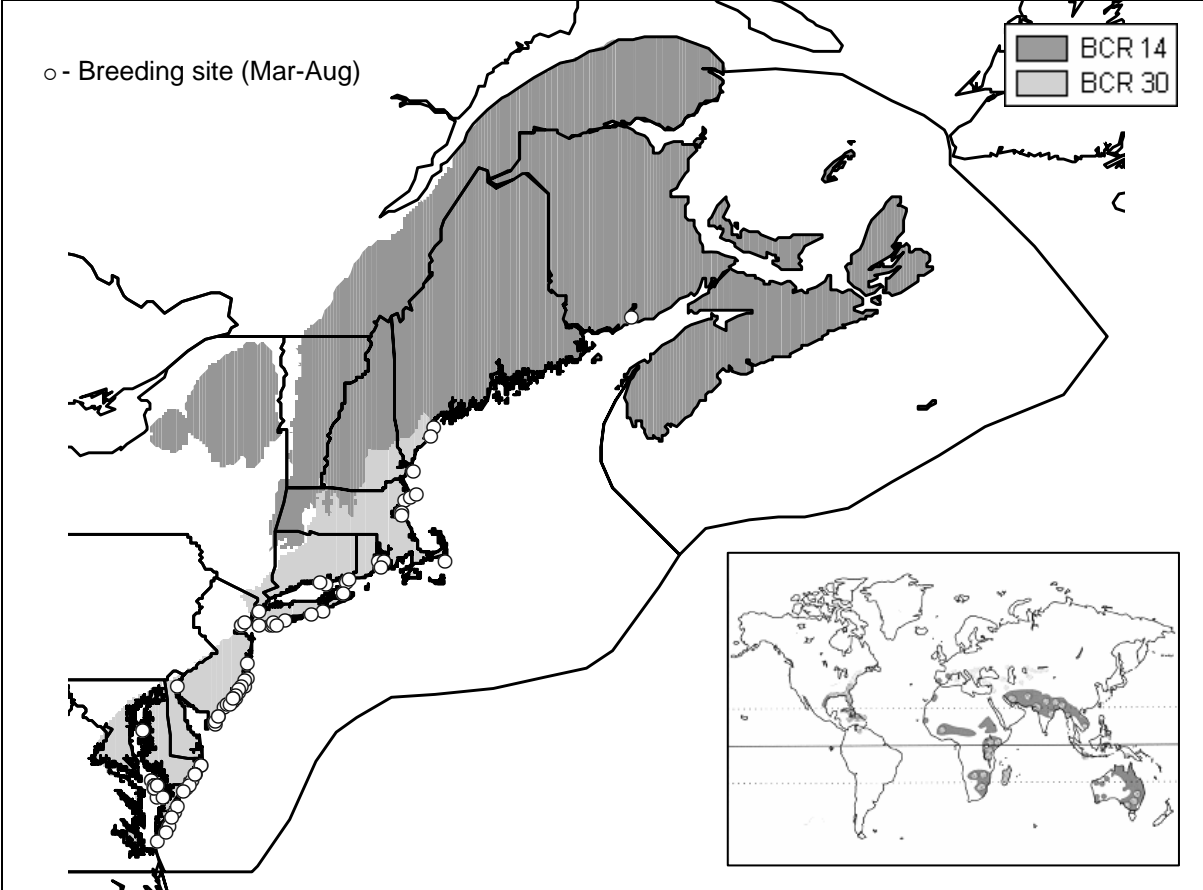 ○ - Breeding site (Mar-Aug)
BCR 14
BCR 30